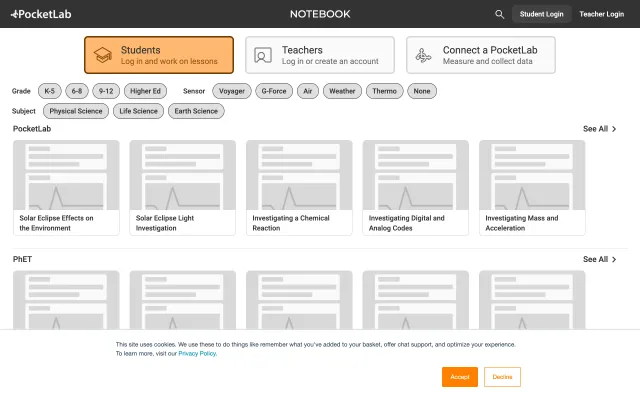 PocketLab
NOTEBOOK
Student Login
Teacher Login
Students
Log in and work on lessons
Teachers
Log in or create an account
Connect a PocketLab
Measure and collect data
Grade K-5 6-8 9-12 Higher Ed Sensor Voyager G-Force Air Weather Thermo None
Subject Physical Science Life Science Earth Science
PocketLab See All
Solar Eclipse Effects on
the Environment
Solar Eclipse Light
Investigation
Investigating a Chemical
Reaction
Investigating Digital and
Analog Codes
Investigating Mass and
Acceleration
PhET See All
This site uses cookies. We use these to do things like remember what you've added to your basket, offer chat support, and optimize your experience.
To learn more, visit our Privacy Policy.
Accept Decline